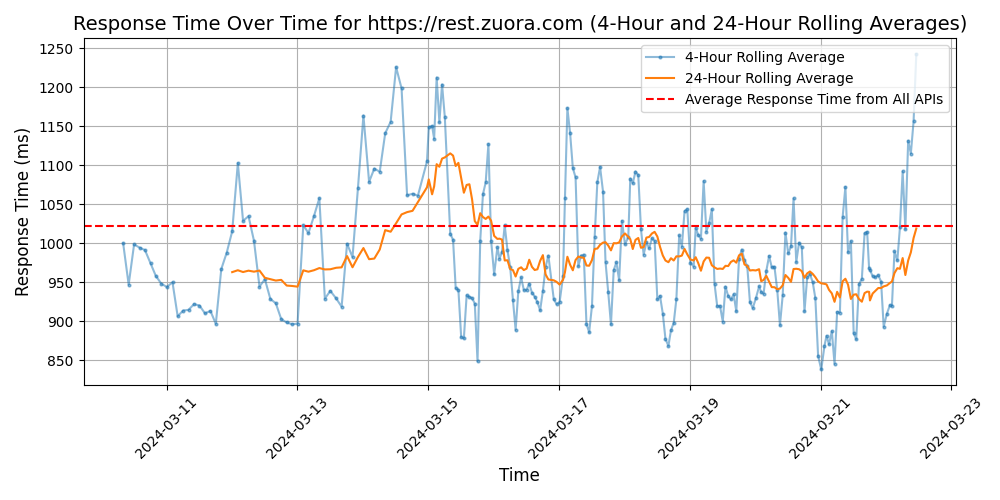 Response Time Over Time for https://rest.zuora.com (4-Hour and 24-Hour Rolling Averages)
1250
1200
1150
1100
1050
1000
950
900
850
Response Time (ms)
4-Hour Rolling Average
24-Hour Rolling Average
Average Response Time from All APIs
2024-03-11
2024-03-13
2024-03-15
2024-03-17
2024-03-19
2024-03-21
2024-03-23
Time